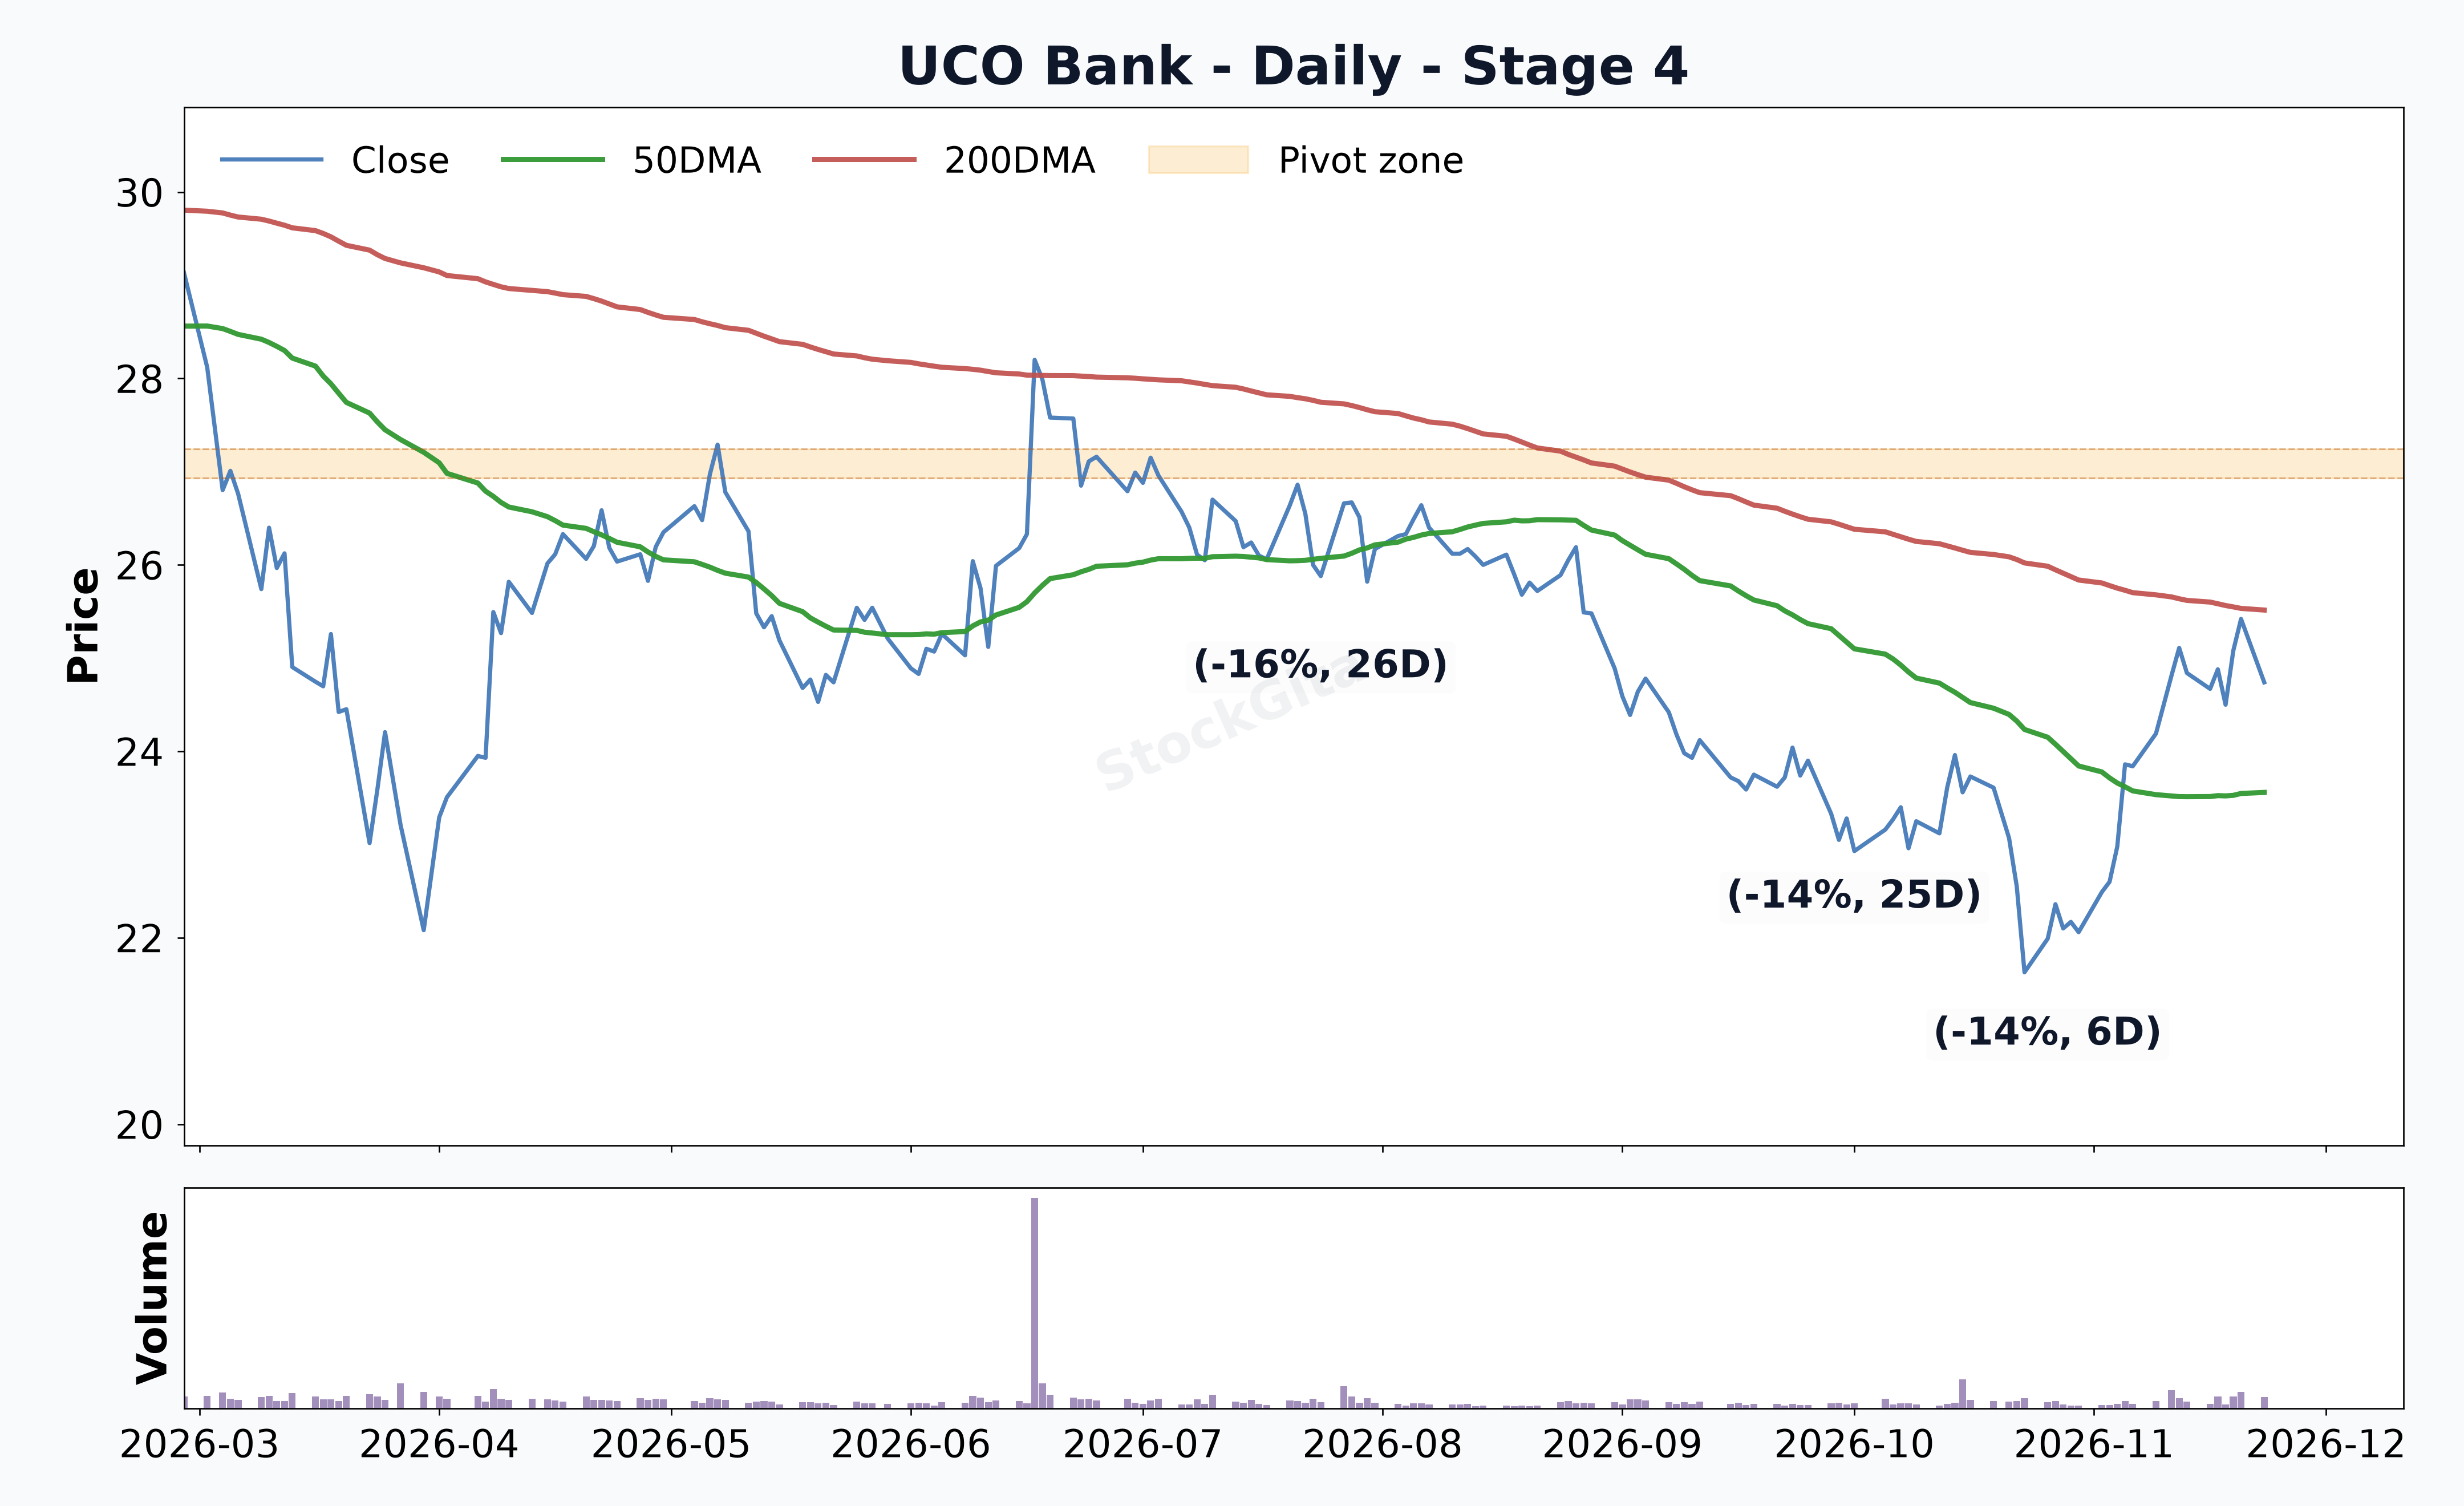 UCO Bank - Daily - Stage 4
Close 50DMA 200DMA Pivot zone
30
28
26
24
22
20
Price
(-16%, 26D)
StockGita
(-14%, 25D)
(-14%, 6D)
Volume
2026-03 2026-04 2026-05 2026-06 2026-07 2026-08 2026-09 2026-10 2026-11 2026-12